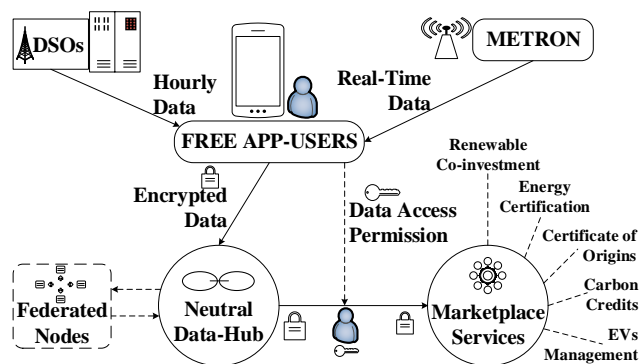 DSOs
METRON
Hourly
Data
Real-Time
Data
FREE APP-USERS
Encrypted
Data
Data Access
Permission
Renewable
Co-investment
Energy
Certification
Certificate of
Origins
Carbon
Credits
EVs
Management
Federated
Nodes
Neutral
Data-Hub
Marketplace
Services